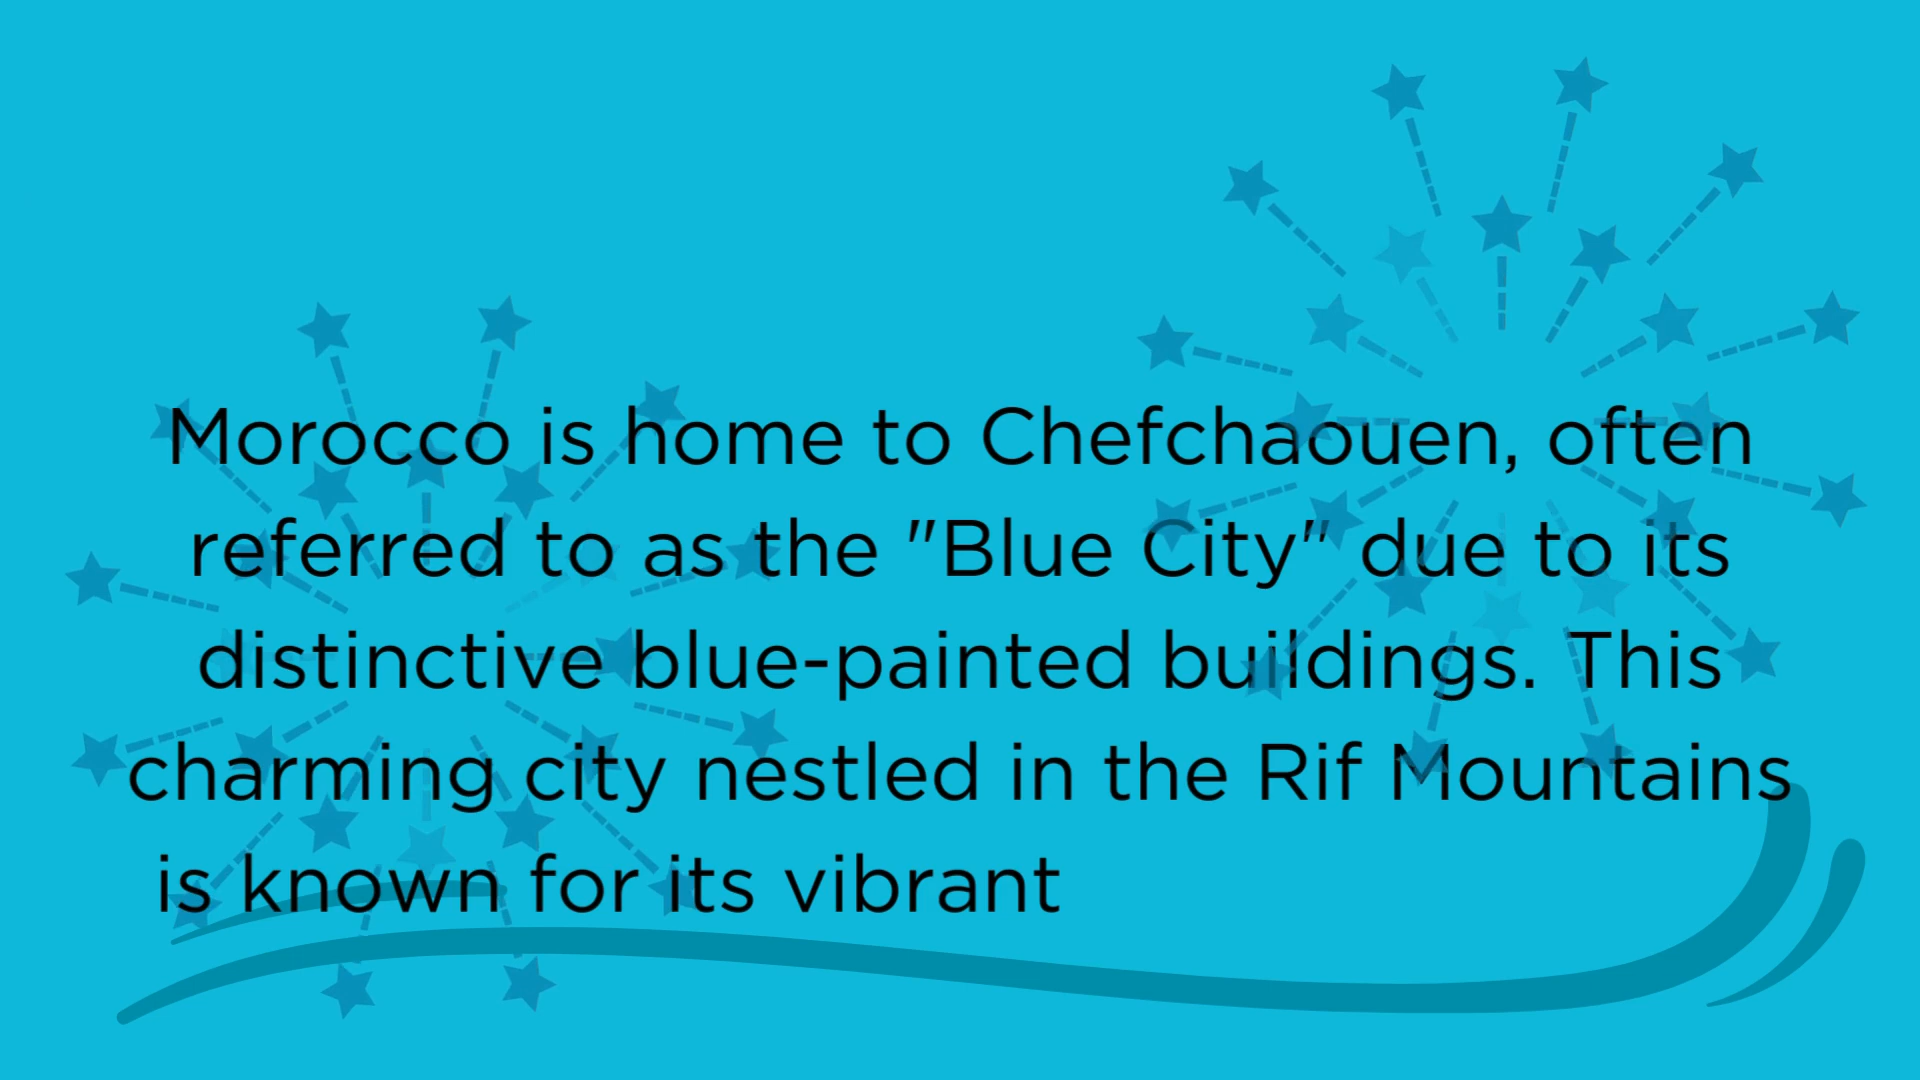 Morocco is home to Chefchaouen, often
referred to as the "Blue City" due to its
distinctive blue-painted buildings. This
charming city nestled in the Rif Mountains
is known for its vibrant